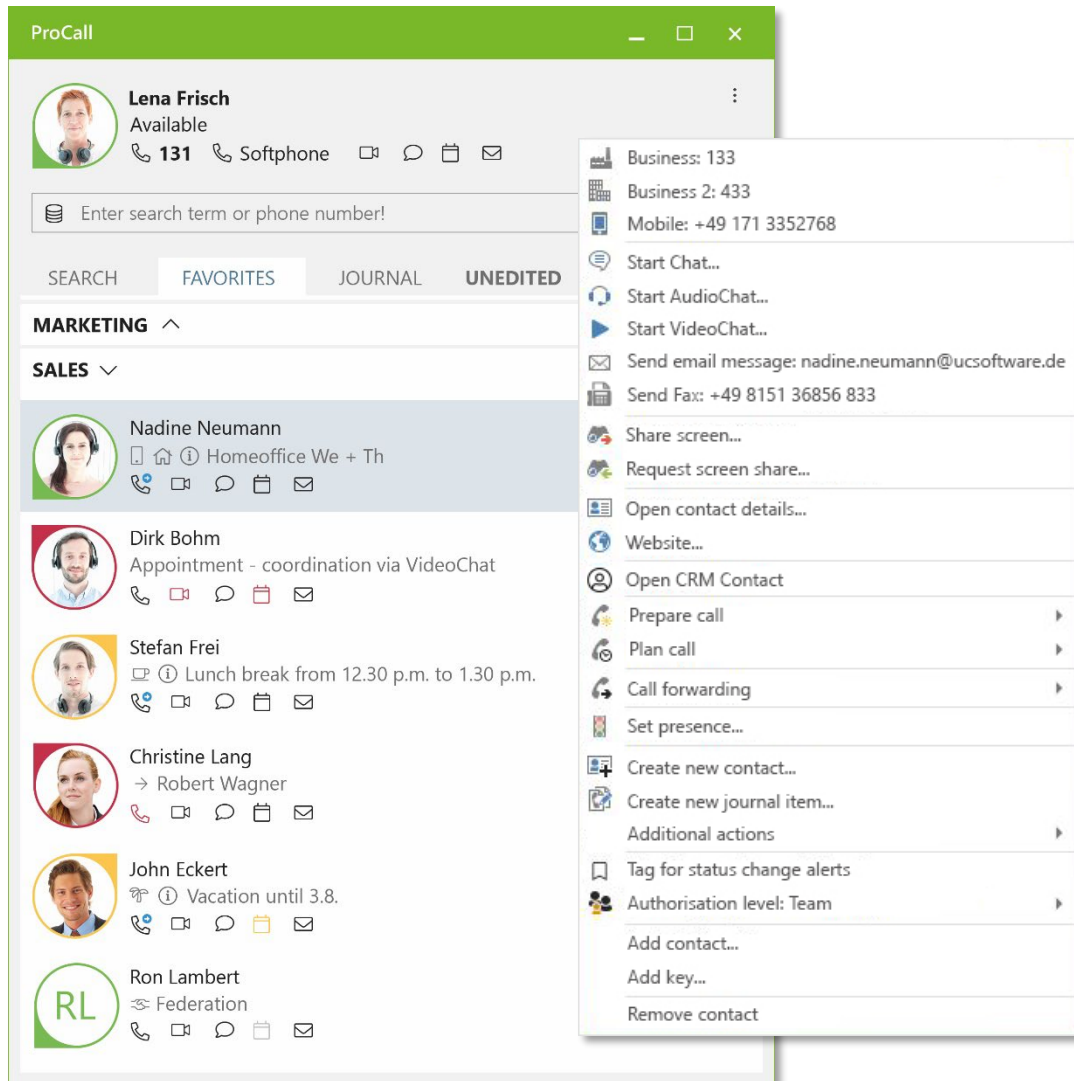 ProCall
Lena Frisch
Available
131 Softphone
Enter search term or phone number!
SEARCH FAVORITES JOURNAL UNEDITED
MARKETING
SALES
Nadine Neumann
Homeoffice We + Th
Dirk Bohm
Appointment - coordination via VideoChat
Stefan Frei
Lunch break from 12.30 p.m. to 1.30 p.m.
Christine Lang
→ Robert Wagner
John Eckert
Vacation until 3.8.
RL
Ron Lambert
Federation
Business: 133
Business 2: 433
Mobile: +49 171 3352768
Start Chat...
Start AudioChat...
Start VideoChat...
Send email message: nadine.neumann@ucsoftware.de
Send Fax: +49 8151 36856 833
Share screen...
Request screen share...
Open contact details...
Website...
Open CRM Contact
Prepare call
Plan call
Call forwarding
Set presence...
Create new contact...
Create new journal item...
Additional actions
Tag for status change alerts
Authorisation level: Team
Add contact...
Add key...
Remove contact